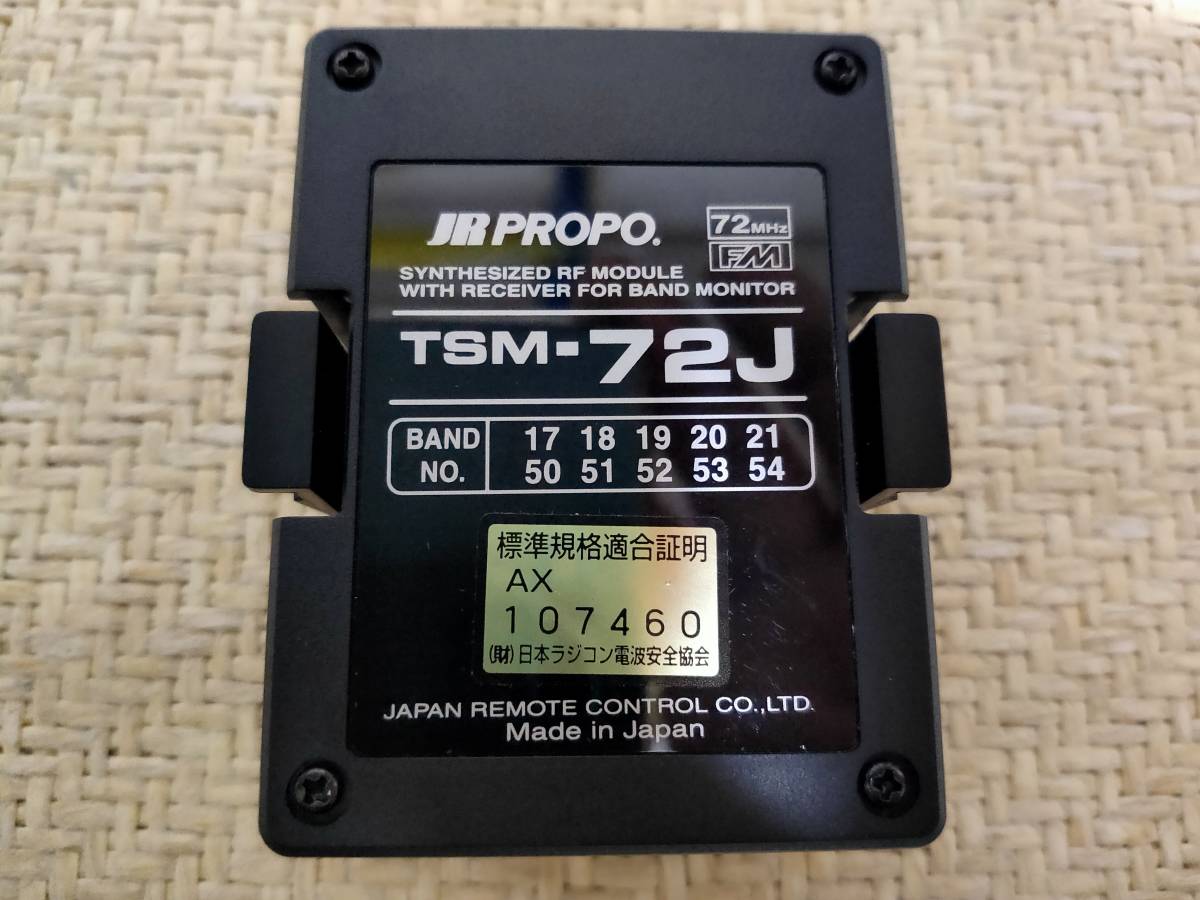 JR PROPO.
72MHz
FM
SYNTHESIZED RF MODULE
WITH RECEIVER FOR BAND MONITOR
TSM-72J
BAND NO. 17 18 19 20 21
50 51 52 53 54
標準規格適合証明
AX
107460
(財)日本ラジコン電波安全協会
JAPAN REMOTE CONTROL CO.,LTD.
Made in Japan